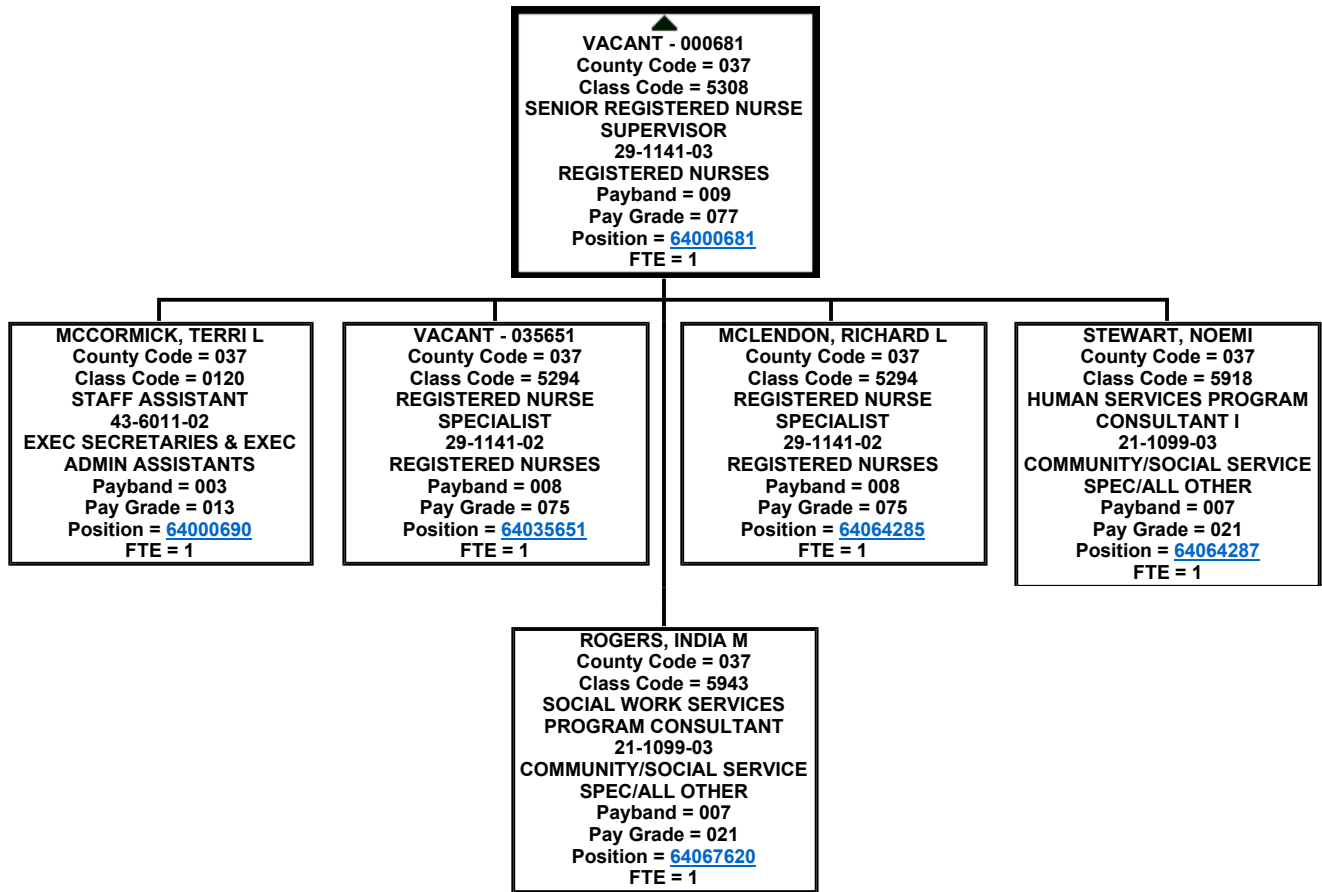 VACANT - 000681
County Code = 037
Class Code = 5308
SENIOR REGISTERED NURSE
SUPERVISOR
29-1141-03
REGISTERED NURSES
Payband = 009
Pay Grade = 077
Position = 64000681
FTE = 1
MCCORMICK, TERRI L
County Code = 037
Class Code = 0120
STAFF ASSISTANT
43-6011-02
EXEC SECRETARIES & EXEC
ADMIN ASSISTANTS
Payband = 003
Pay Grade = 013
Position = 64000690
FTE = 1
VACANT - 035651
County Code = 037
Class Code = 5294
REGISTERED NURSE
SPECIALIST
29-1141-02
REGISTERED NURSES
Payband = 008
Pay Grade = 075
Position = 64035651
FTE = 1
MCLENDON, RICHARD L
County Code = 037
Class Code = 5294
REGISTERED NURSE
SPECIALIST
29-1141-02
REGISTERED NURSES
Payband = 008
Pay Grade = 075
Position = 64064285
FTE = 1
STEWART, NOEMI
County Code = 037
Class Code = 5918
HUMAN SERVICES PROGRAM
CONSULTANT I
21-1099-03
COMMUNITY/SOCIAL SERVICE
SPEC/ALL OTHER
Payband = 007
Pay Grade = 021
Position = 64064287
FTE = 1
ROGERS, INDIA M
County Code = 037
Class Code = 5943
SOCIAL WORK SERVICES
PROGRAM CONSULTANT
21-1099-03
COMMUNITY/SOCIAL SERVICE
SPEC/ALL OTHER
Payband = 007
Pay Grade = 021
Position = 64067620
FTE = 1